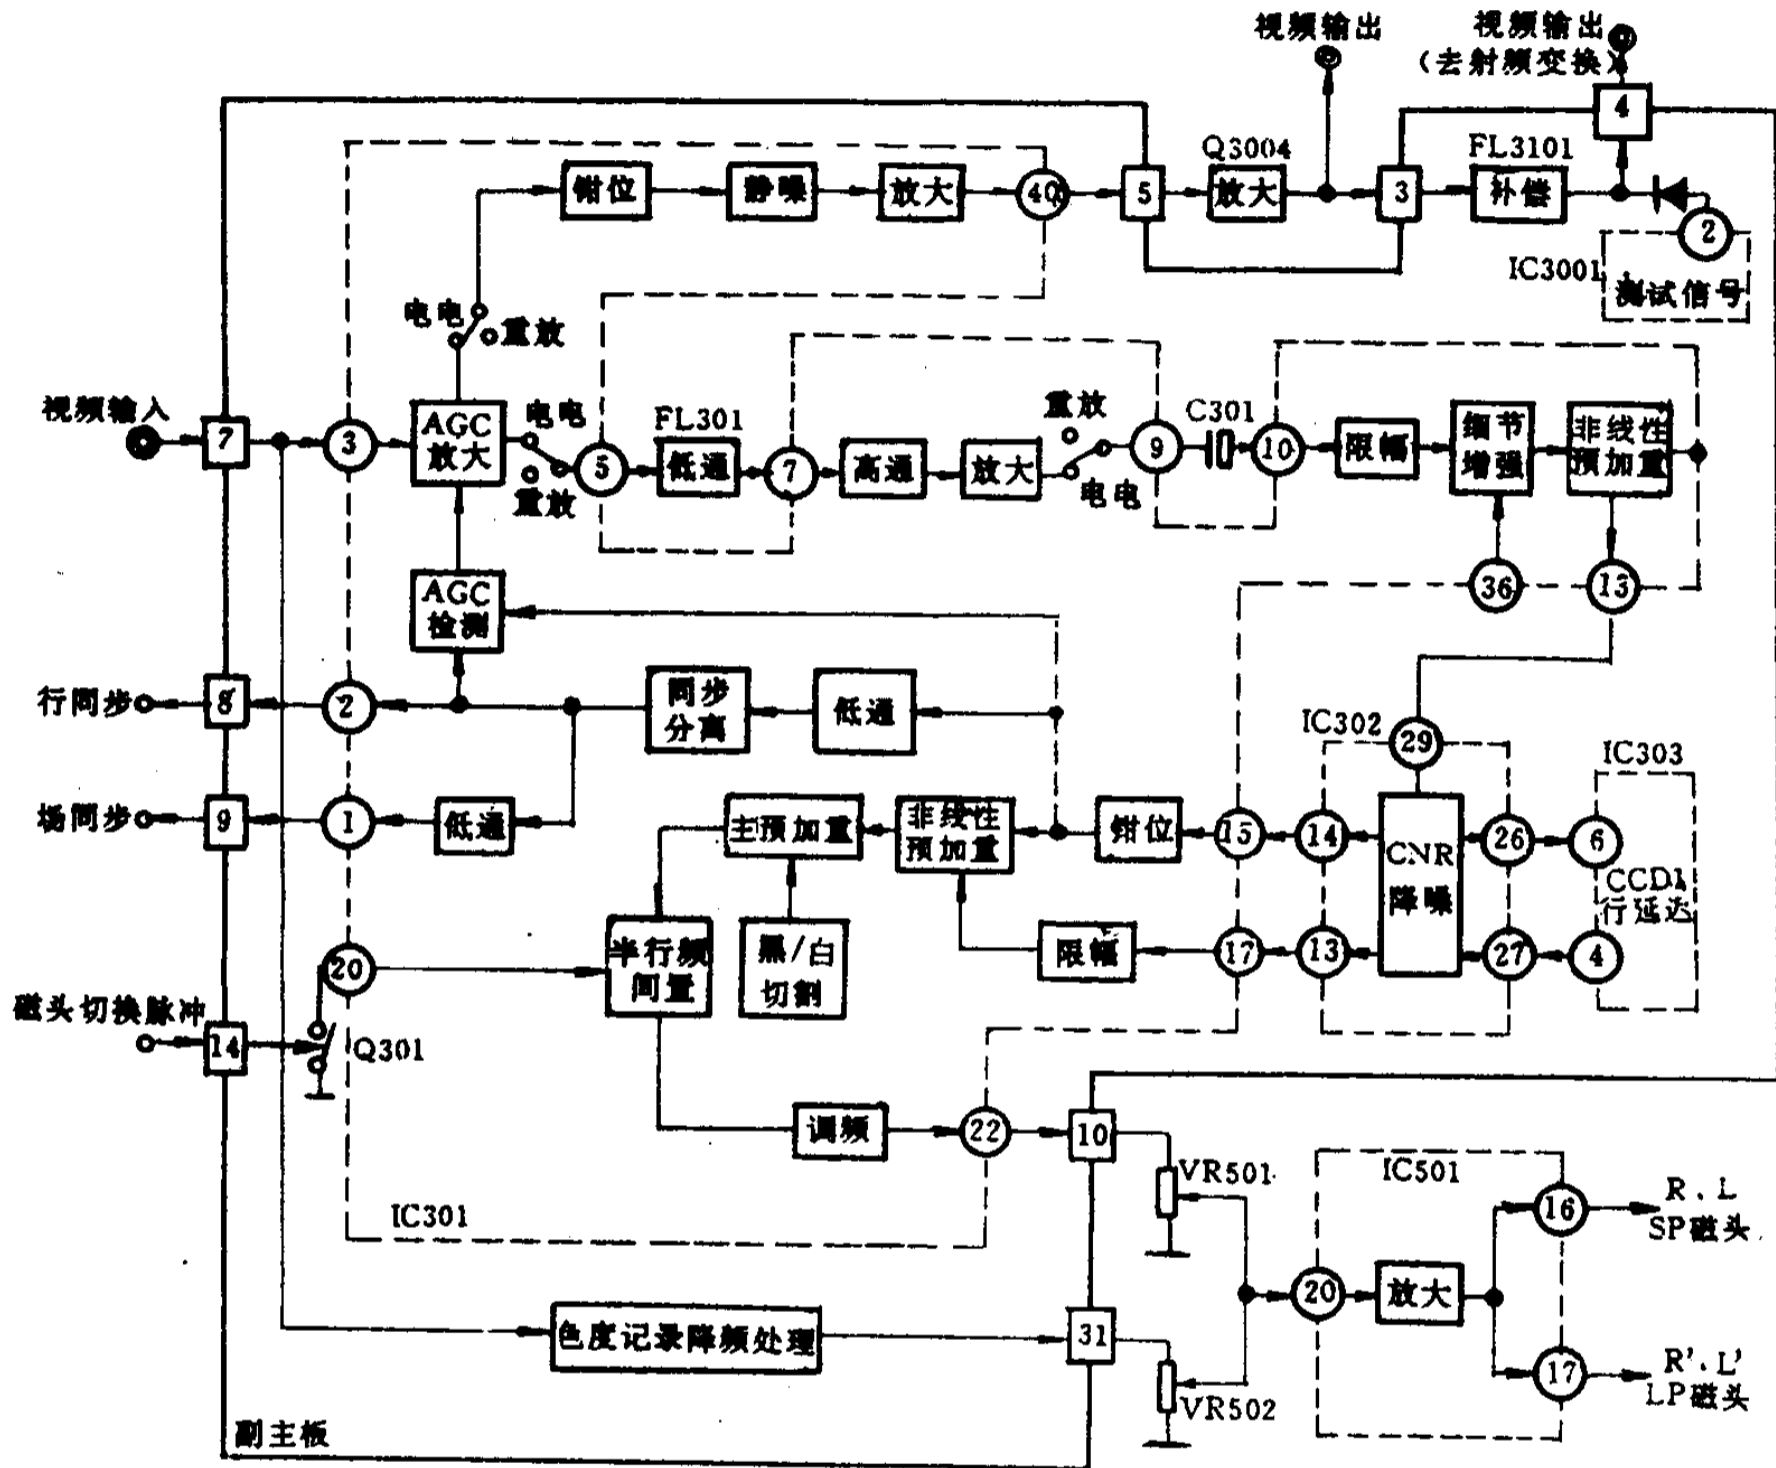 视频输出
视频输出
(去射频变换)
4
Q3004
FL3101
钳位
静噪
放大
40
5
放大
3
补偿
2
IC3001
测试信号
电电
重放
视频输入
7
3
AGC
放大
电电
重放
5
FL301
低通
7
高通
放大
重放
电电
9
C301
10
限幅
细节
增强
非线性
预加重
36
13
AGC
检测
行同步
8
2
同步
分离
低通
IC302
29
IC303
场同步
9
1
低通
主预加重
非线性
预加重
钳位
15
14
CNR
降噪
26
6
CCD1
行延迟
20
半行频
间置
黑/白
切割
限幅
17
13
27
4
磁头切换脉冲
14
Q301
调频
22
10
VR501
IC501
16
R、L
SP磁头
IC301
20
放大
色度记录降频处理
31
VR502
17
R'、L'
LP磁头
副主板